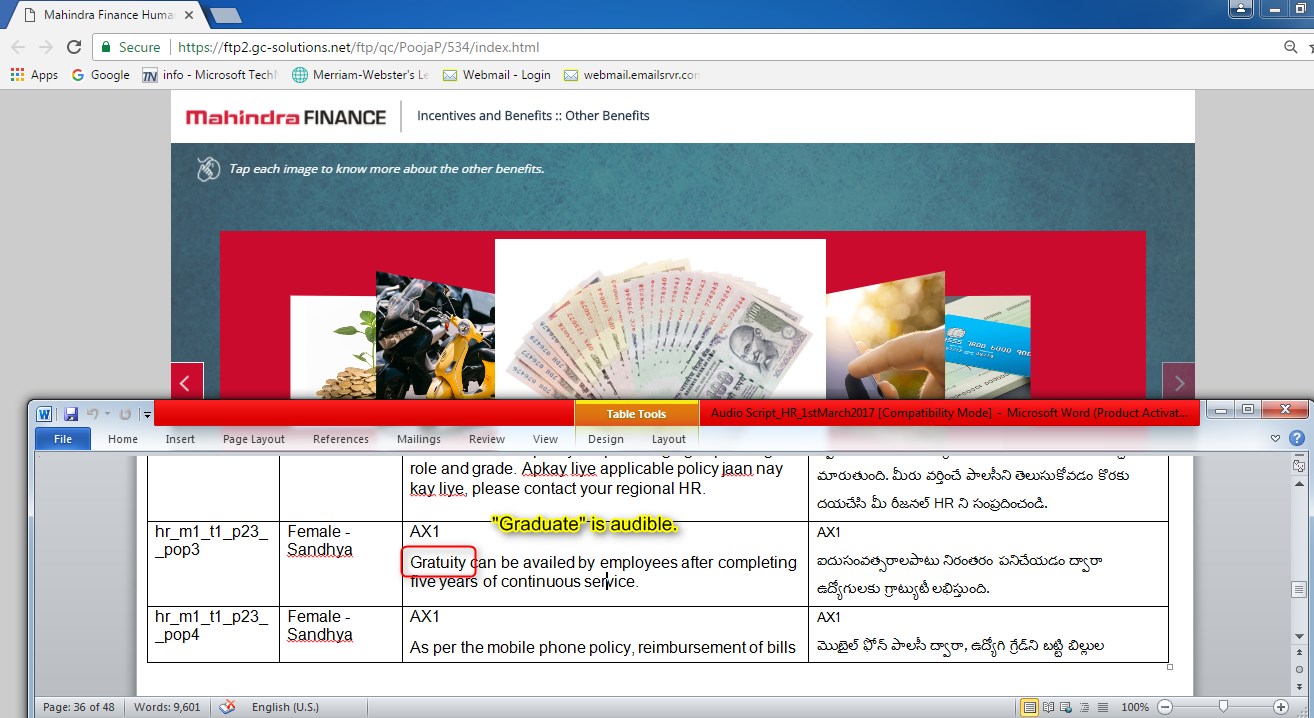 Mahindra Finance Huma
Secure https://ftp2.gc-solutions.net/ftp/qc/PoojaP/534/index.html
Apps Google info - Microsoft Tech Merriam-Webster's Le Webmail - Login webmail.emailsrvr.con
Mahindra FINANCE Incentives and Benefits :: Other Benefits
Tap each image to know more about the other benefits.
Table Tools Audio Script_HR_1stMarch2017 [Compatibility Mode] - Microsoft Word (Product Activat...
File Home Insert Page Layout References Mailings Review View Design Layout
role and grade. Apkay liye applicable policy jaan nay
kay liye, please contact your regional HR.
మారుతుంది. మీరు వర్తించే పాలసీని తెలుసుకోవడం కొరకు
దయచేసి మీ రీజనల్ HR ని సంప్రదించండి.
"Graduate" is audible.
hr_m1_t1_p23_
_pop3
Female -
Sandhya
AX1
Gratuity can be availed by employees after completing
five years of continuous service.
AX1
ఐదుసంవత్సరాలపాటు నిరంతరం పనిచేయడం ద్వారా
ఉద్యోగులకు గ్రాట్యుటీ లభిస్తుంది.
hr_m1_t1_p23_
_pop4
Female -
Sandhya
AX1
As per the mobile phone policy, reimbursement of bills
AX1
మొబైల్ ఫోన్ పాలసీ ద్వారా, ఉద్యోగి గ్రేడ్‌ని బట్టి బిల్లుల
Page: 36 of 48 Words: 9,601 English (U.S.) 100%